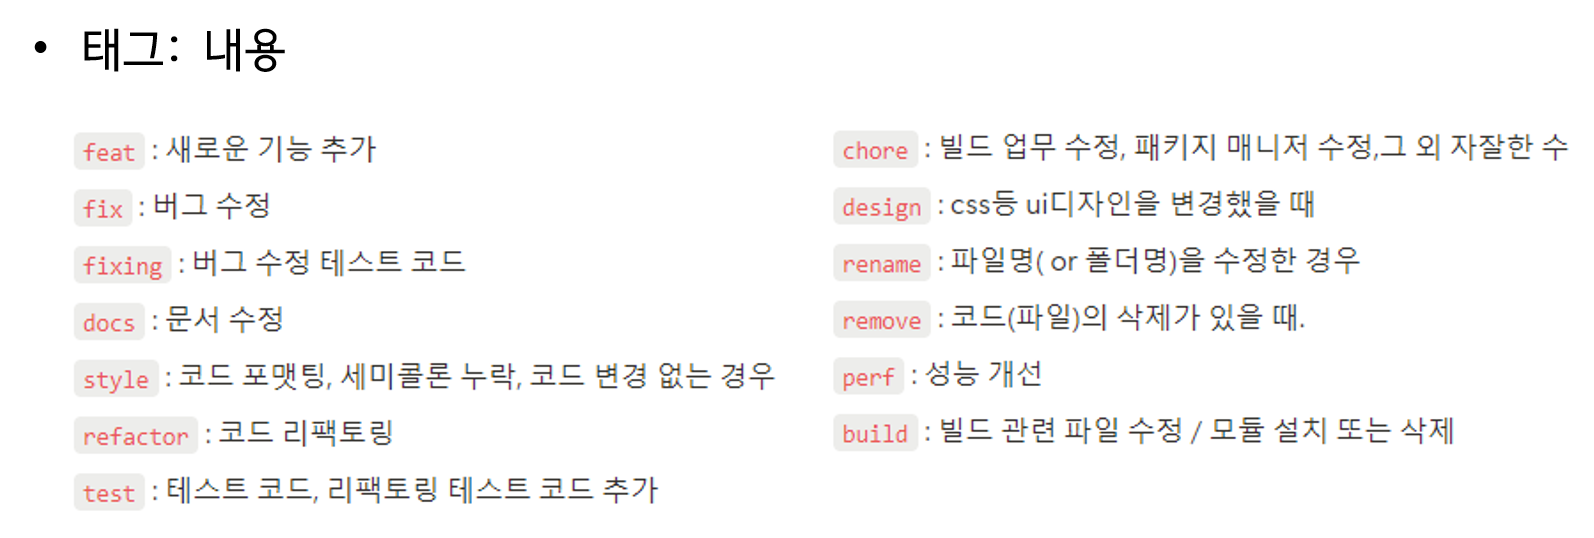 • 태그: 내용
feat : 새로운 기능 추가
fix : 버그 수정
fixing : 버그 수정 테스트 코드
docs : 문서 수정
style : 코드 포맷팅, 세미콜론 누락, 코드 변경 없는 경우
refactor : 코드 리팩토링
test : 테스트 코드, 리팩토링 테스트 코드 추가
chore : 빌드 업무 수정, 패키지 매니저 수정,그 외 자잘한 수
design : css등 ui디자인을 변경했을 때
rename : 파일명( or 폴더명)을 수정한 경우
remove : 코드(파일)의 삭제가 있을 때.
perf : 성능 개선
build : 빌드 관련 파일 수정 / 모듈 설치 또는 삭제